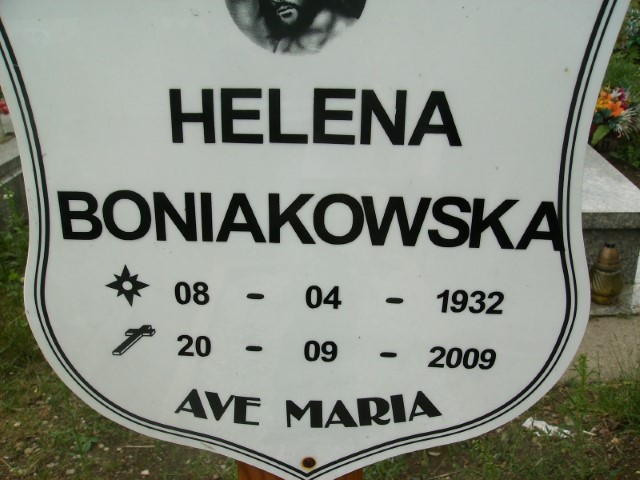 HELENA
BONIAKOWSKA
08 - 04 - 1932
20 - 09 - 2009
AVE MARIA